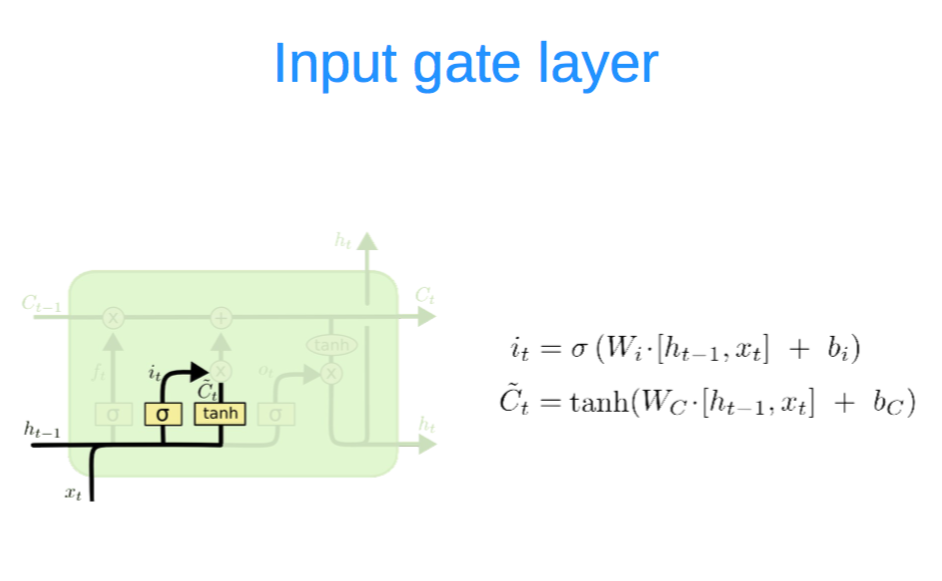 Input gate layer
h_t
C_{t-1}
C_t
tanh
f_t
i_t
C̃_t
o_t
σ
σ
tanh
σ
h_{t-1}
h_t
x_t
i_t = σ (W_i·[h_{t-1}, x_t] + b_i)
C̃_t = tanh(W_C·[h_{t-1}, x_t] + b_C)